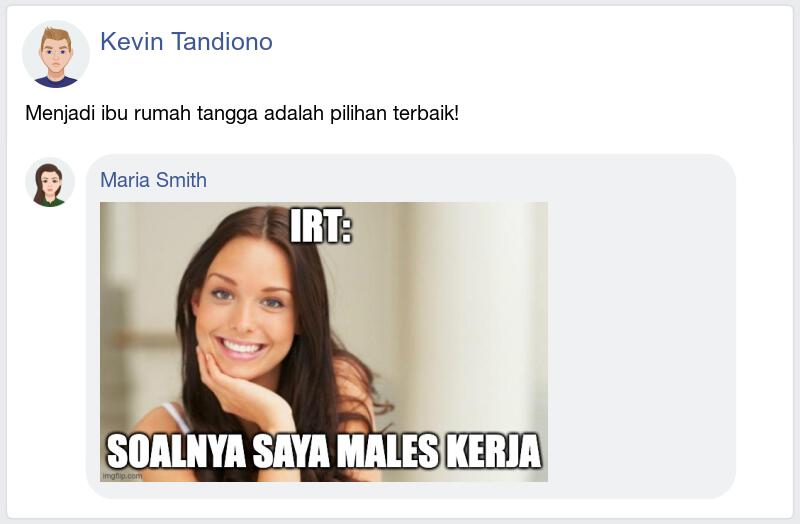 Kevin Tandiono
Menjadi ibu rumah tangga adalah pilihan terbaik!
Maria Smith
IRT:
SOALNYA SAYA MALES KERJA
imgflip.com